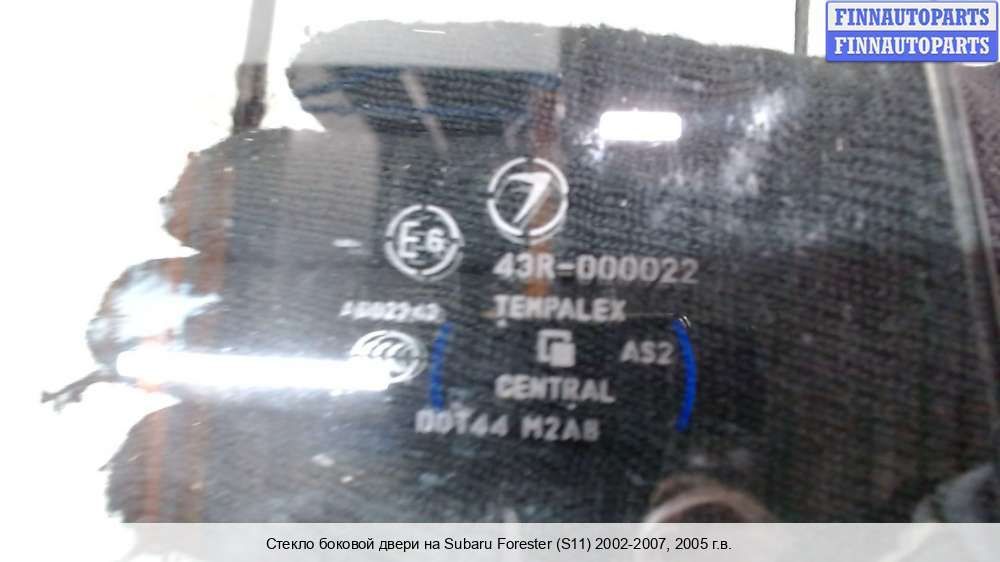 FINNAUTOPARTS
FINNAUTOPARTS
7
E6
43R-000022
TEMPALEX
AS2
CENTRAL
DOT44 M2A8
Стекло боковой двери на Subaru Forester (S11) 2002-2007, 2005 г.в.